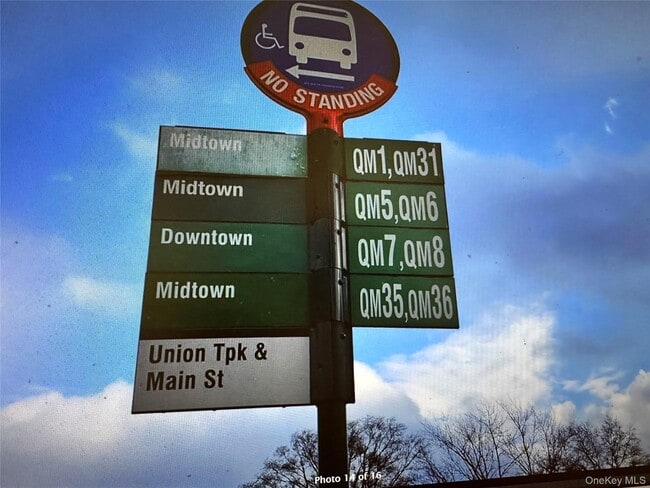 NO STANDING
Midtown QM1,QM31
Midtown QM5,QM6
Downtown QM7,QM8
Midtown QM35,QM36
Union Tpk &
Main St
Photo 14 of 16
OneKey MLS